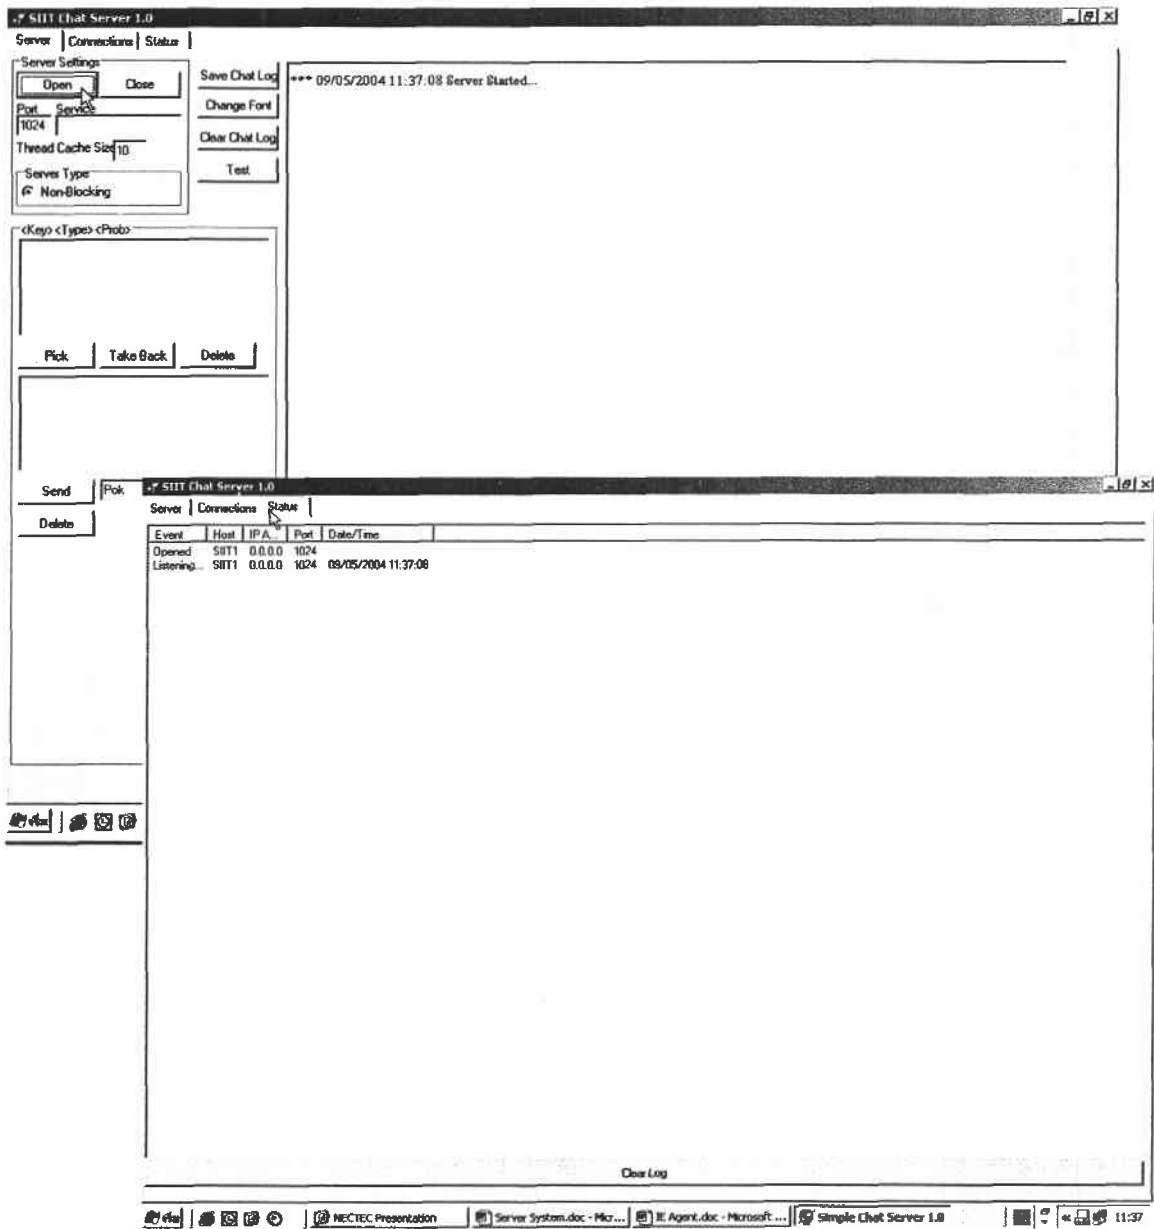 SIIT Chat Server 1.0
Server Connections Status
Server Settings
Open Close
Port Service
1024
Thread Cache Size 10
Server Type
Non-Blocking
Save Chat Log
Change Font
Clear Chat Log
Test
*** 09/05/2004 11:37:08 Server Started...
<Key> <Type> <Prob>
Pick Take Back Delete
Send Pok
Delete
SIIT Chat Server 1.0
Server Connections Status
Event Host IP A... Port Date/Time
Opened SIIT1 0.0.0.0 1024
Listening... SIIT1 0.0.0.0 1024 09/05/2004 11:37:08
Clear Log
NECTEC Presentation Server System.doc - Micr... IE Agent.doc - Microsoft ... Simple Chat Server 1.0 11:37